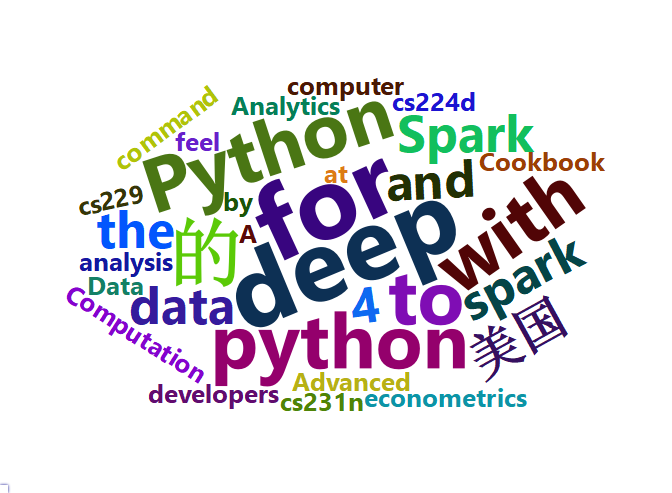 computer
command
Analytics
cs224d
Python
Spark
feel
Cookbook
at
for
and
cs229
by
with
the
的
A
deep
analysis
spark
Data
data
4
to
Computation
python
美国
Advanced
developers
cs231n
econometrics